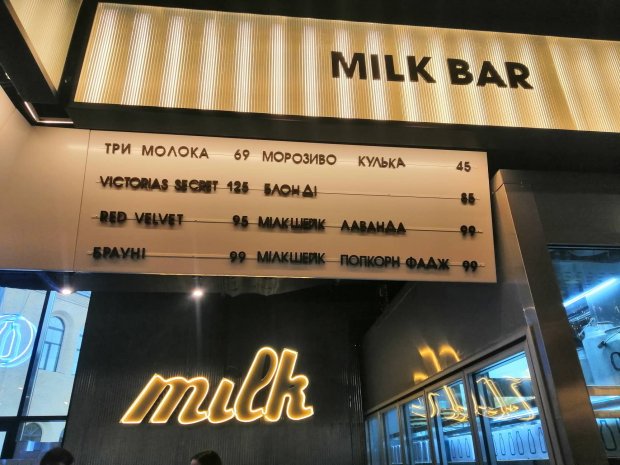 MILK BAR
ТРИ МОЛОКА 69 МОРОЗИВО КУЛЬКА 45
VICTORIAS SECRET 125 БЛОНДІ 85
RED VELVET 95 МІЛКШЕЙК ЛАВАНДА 99
БРАУНІ 99 МІЛКШЕЙК ПОПКОРН ФАДЖ 99
milk